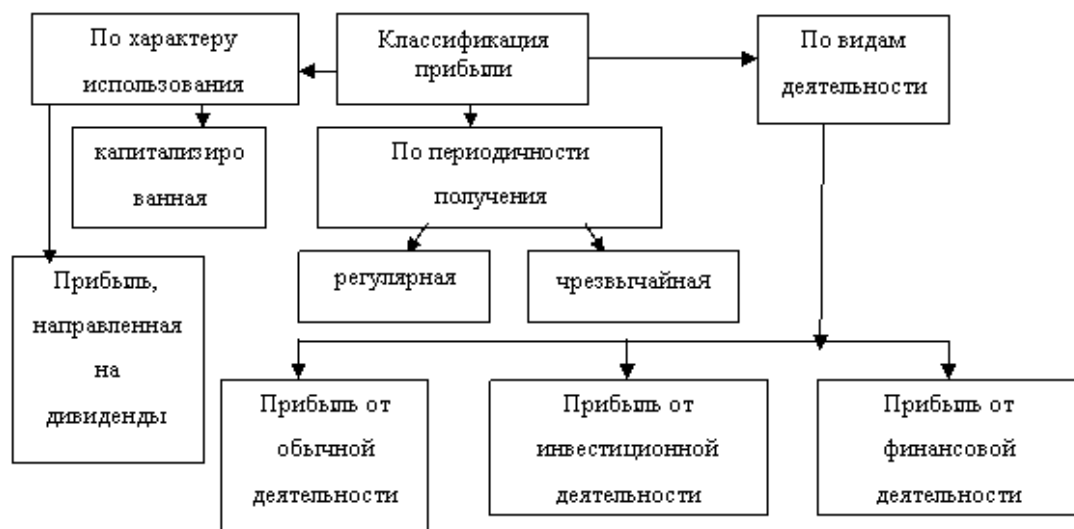 По характеру
использования
Классификация
прибыли
По видам
деятельности
капитализиро
ванная
По периодичности
получения
регулярная
чрезвычайная
Прибыль,
направленная
на
дивиденды
Прибыль от
обычной
деятельности
Прибыль от
инвестиционной
деятельности
Прибыль от
финансовой
деятельности